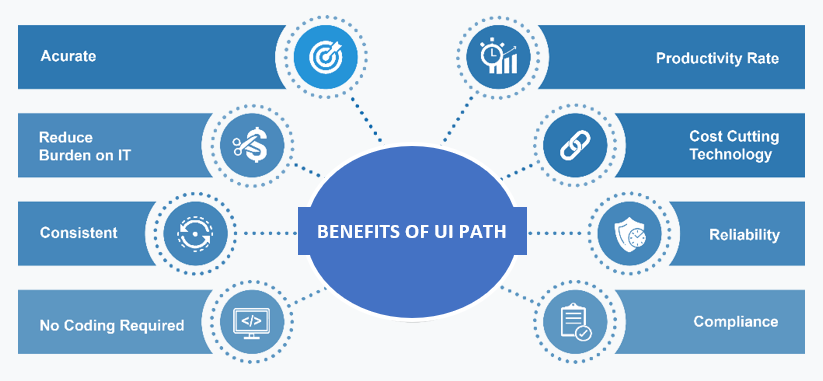 Acurate
Productivity Rate
Reduce
Burden on IT
Cost Cutting
Technology
Consistent
BENEFITS OF UI PATH
Reliability
No Coding Required
</>
Compliance